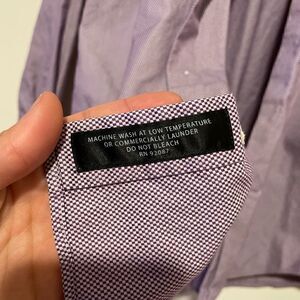 MACHINE WASH AT LOW TEMPERATURE
OR COMMERCIALLY LAUNDER
DO NOT BLEACH
RN 92087